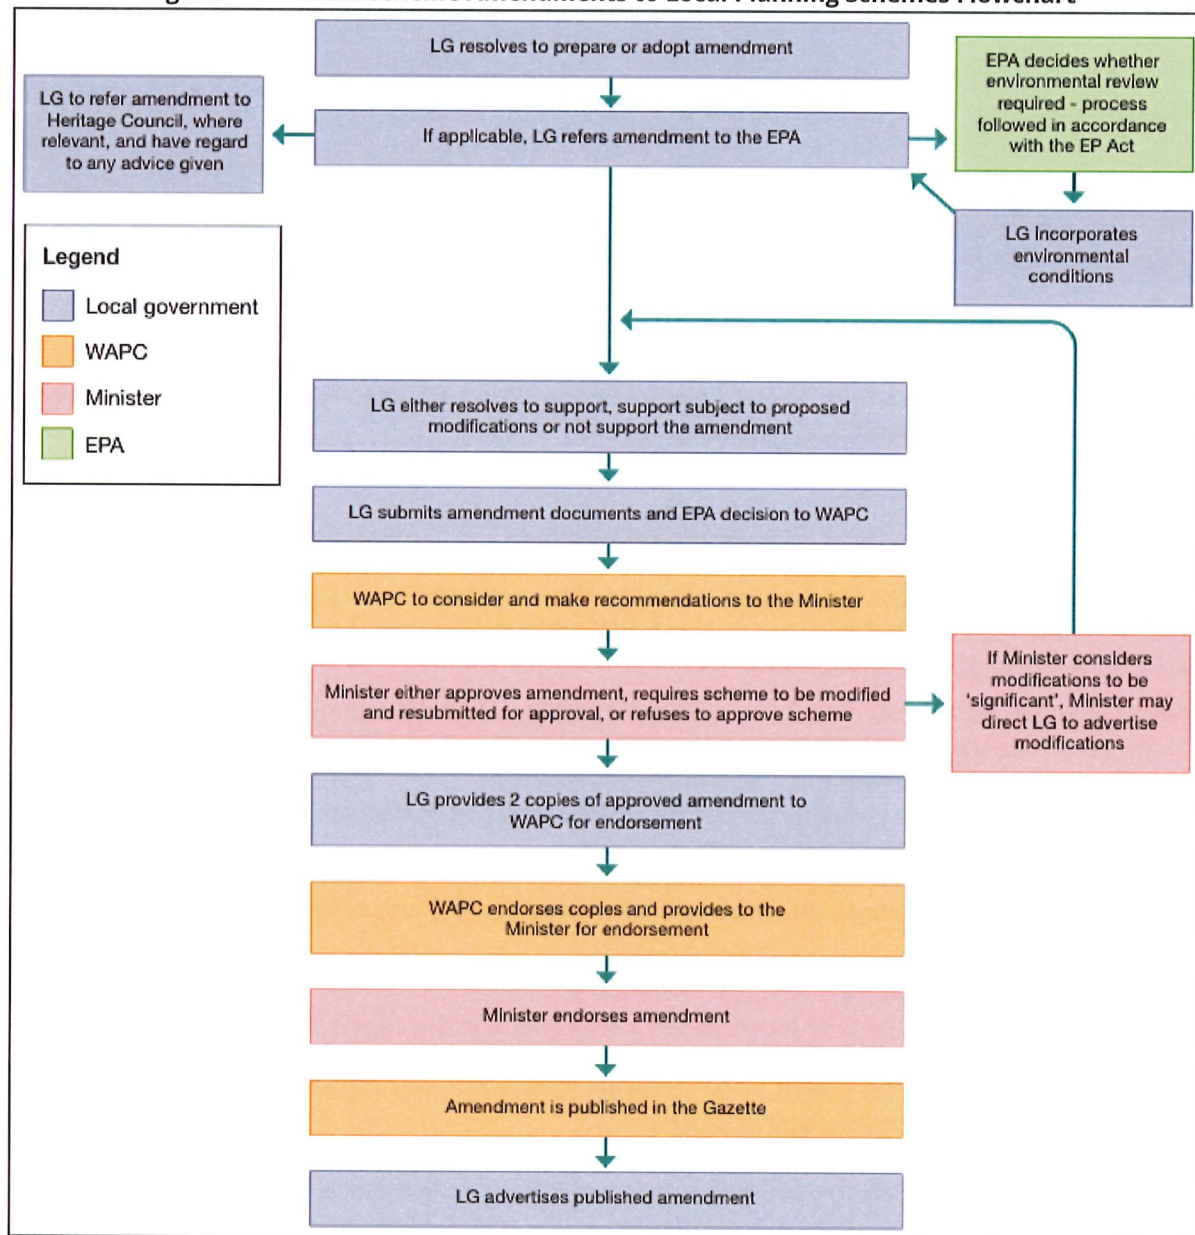 Amendments to Local Planning Schemes Flowchart
LG resolves to prepare or adopt amendment
EPA decides whether
environmental review
required - process
followed in accordance
with the EP Act
LG to refer amendment to
Heritage Council, where
relevant, and have regard
to any advice given
If applicable, LG refers amendment to the EPA
LG incorporates
environmental
conditions
Legend
Local government
WAPC
Minister
EPA
LG either resolves to support, support subject to proposed
modifications or not support the amendment
LG submits amendment documents and EPA decision to WAPC
WAPC to consider and make recommendations to the Minister
Minister either approves amendment, requires scheme to be modified
and resubmitted for approval, or refuses to approve scheme
If Minister considers
modifications to be
‘significant’, Minister may
direct LG to advertise
modifications
LG provides 2 copies of approved amendment to
WAPC for endorsement
WAPC endorses copies and provides to the
Minister for endorsement
Minister endorses amendment
Amendment is published in the Gazette
LG advertises published amendment